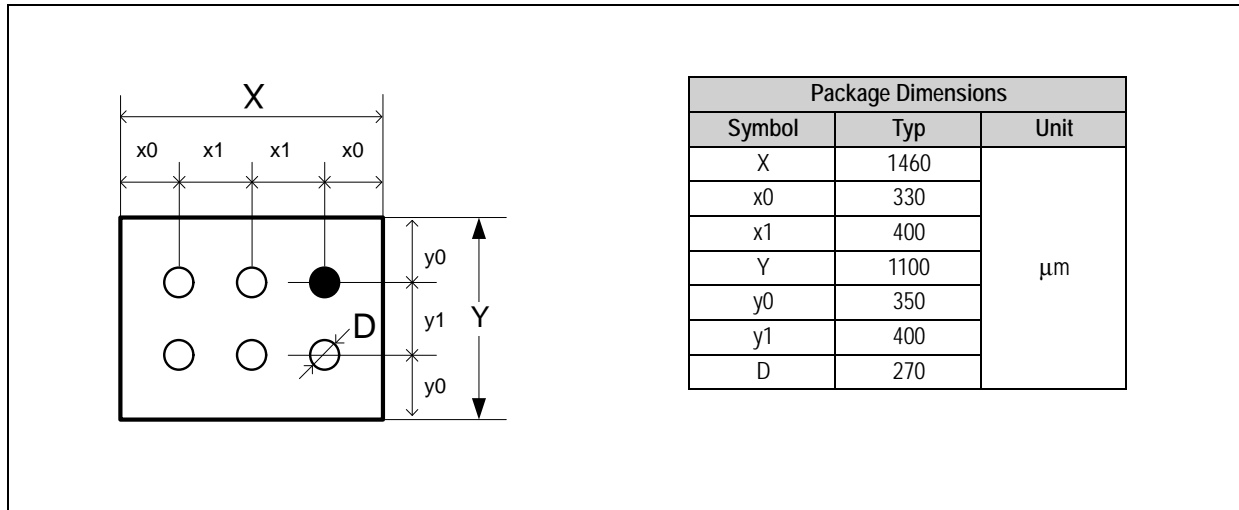 X
x0 x1 x1 x0
y0
y1 Y
D
y0
Package Dimensions
Symbol Typ Unit
X 1460
x0 330
x1 400
Y 1100 µm
y0 350
y1 400
D 270